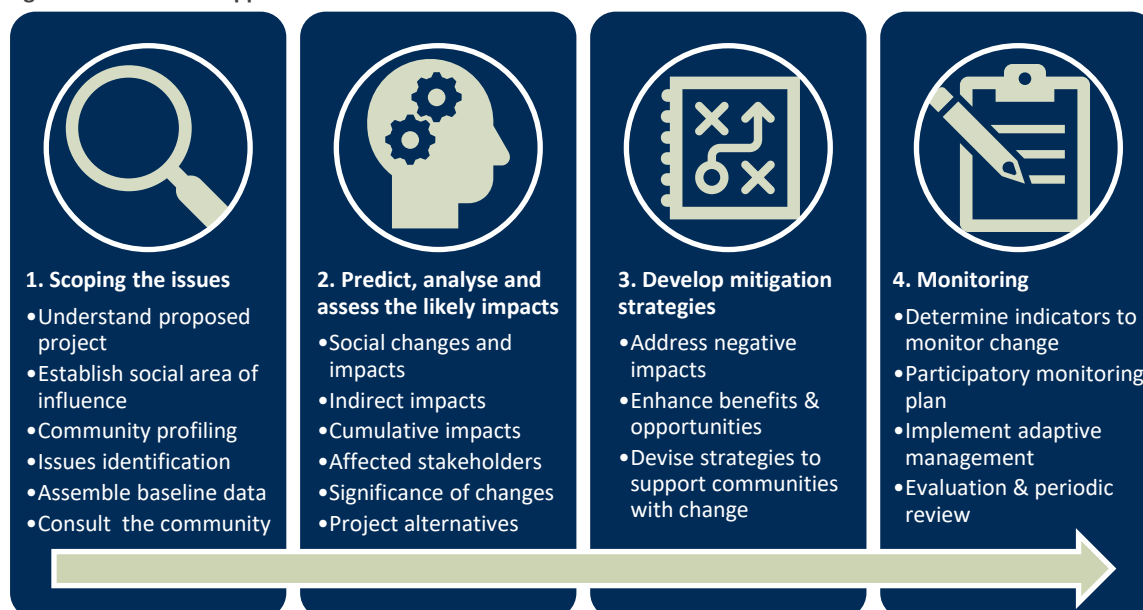 1. Scoping the issues
•Understand proposed
project
•Establish social area of
influence
•Community profiling
•Issues identification
•Assemble baseline data
•Consult the community
2. Predict, analyse and
assess the likely impacts
•Social changes and
impacts
•Indirect impacts
•Cumulative impacts
•Affected stakeholders
•Significance of changes
•Project alternatives
3. Develop mitigation
strategies
•Address negative
impacts
•Enhance benefits &
opportunities
•Devise strategies to
support communities
with change
4. Monitoring
•Determine indicators to
monitor change
•Participatory monitoring
plan
•Implement adaptive
management
•Evaluation & periodic
review